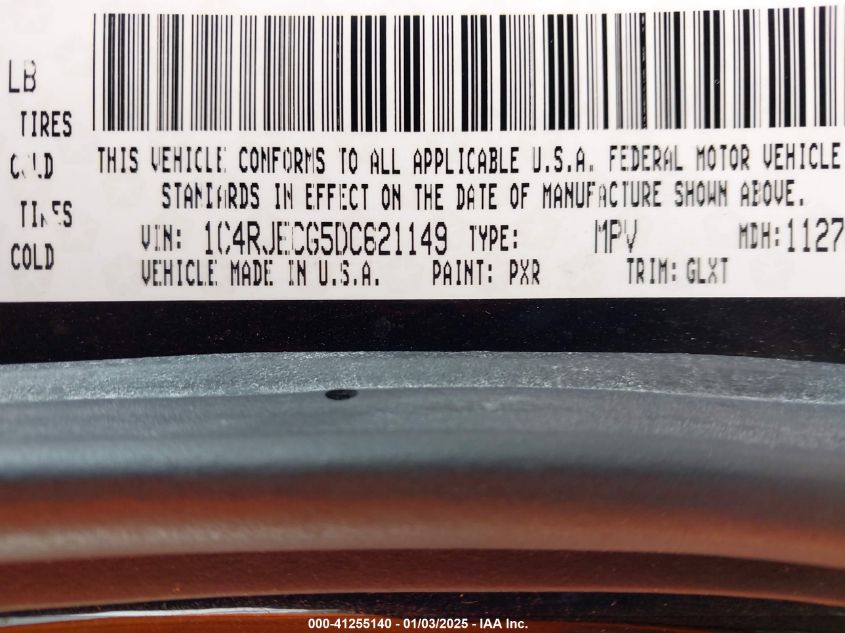 LB
TIRES
COLD
TIRES
COLD
THIS VEHICLE CONFORMS TO ALL APPLICABLE U.S.A. FEDERAL MOTOR VEHICLE
STANDARDS IN EFFECT ON THE DATE OF MANUFACTURE SHOWN ABOVE.
VIN: 1C4RJECG5DC621149 TYPE: MPV MDH: 1127
VEHICLE MADE IN U.S.A. PAINT: PXR TRIM: GLXT
000-41255140 - 01/03/2025 - IAA Inc.